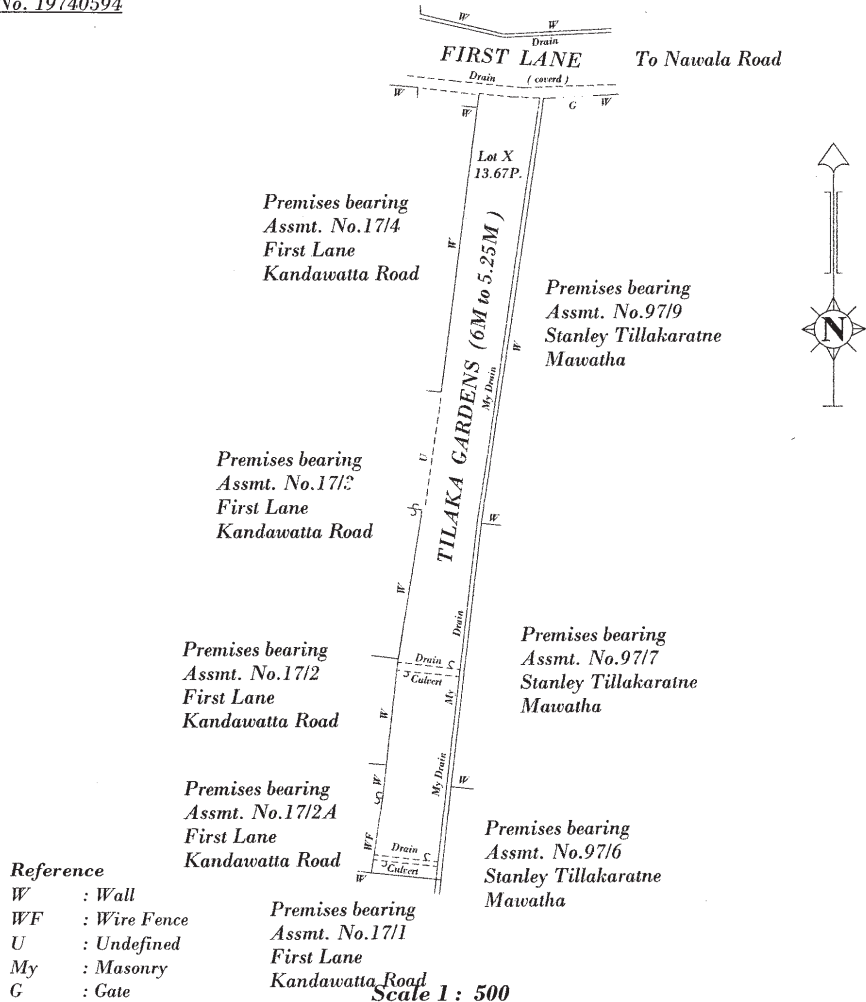 No. 19740594
W
W
Drain
FIRST LANE
To Nawala Road
Drain
( coverd )
W
G
W
W
Lot X
13.67P.
Premises bearing
Assmt. No.17/4
First Lane
Kandawatta Road
W
TILAKA GARDENS (6M to 5.25M )
Premises bearing
Assmt. No.97/9
Stanley Tillakaratne
Mawatha
N
W
My Drain
U
Premises bearing
Assmt.
First Lane
Kandawatta Road
W
W
Drain
My
Premises bearing
Assmt. No.17/2
First Lane
Kandawatta Road
Drain
Culvert
Premises bearing
Assmt. No.97/7
Stanley Tillakaratne
Mawatha
W
W
My Drain
W
Premises bearing
Assmt. No.17/2A
First Lane
Kandawatta Road
WF
Drain
Culvert
W
Premises bearing
Assmt. No.97/6
Stanley Tillakaratne
Mawatha
Reference
W : Wall
WF : Wire Fence
U : Undefined
My : Masonry
G : Gate
Premises bearing
Assmt. No.17/1
First Lane
Kandawatta Road
Scale 1 : 500